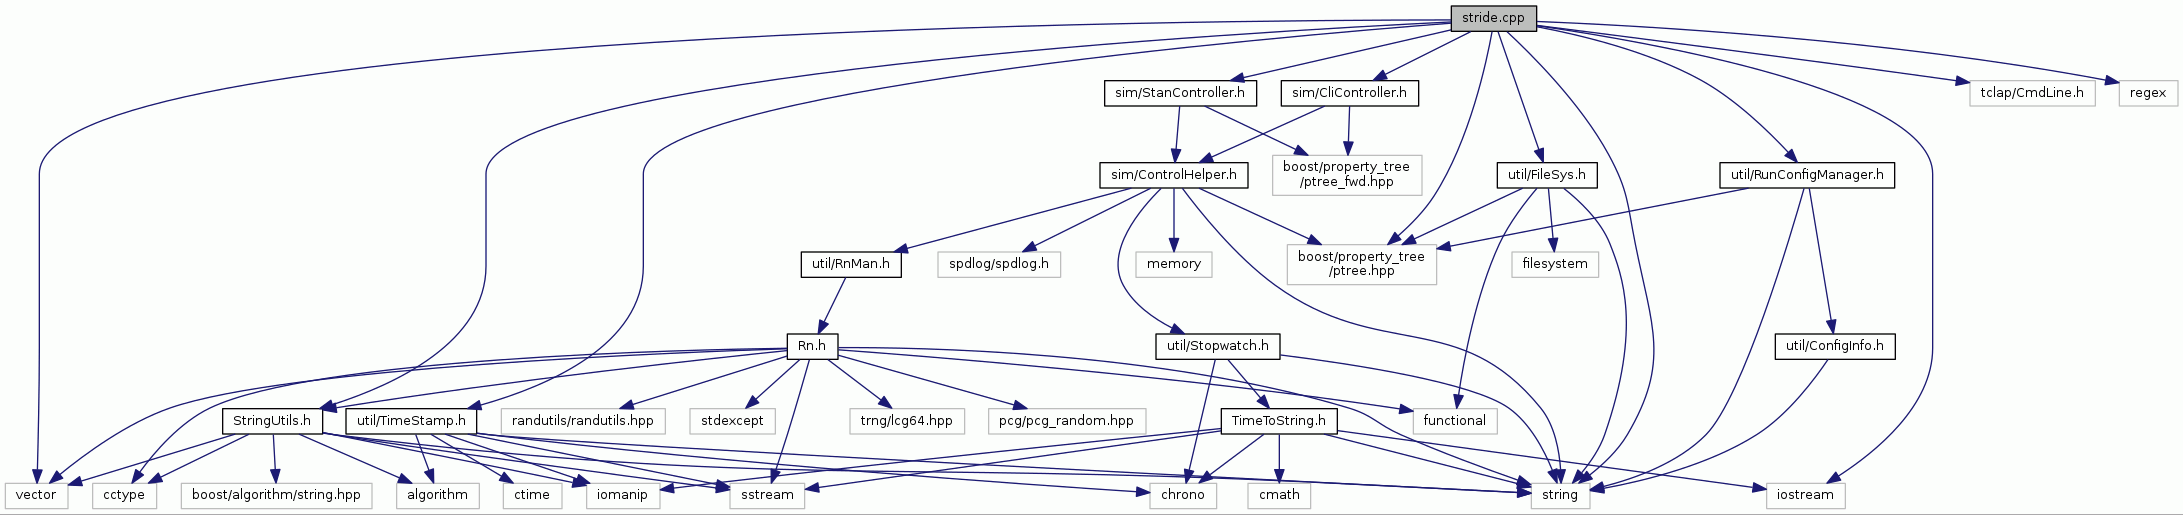 stride.cpp
sim/StanController.h
sim/CliController.h
tclap/CmdLine.h
regex
sim/ControlHelper.h
boost/property_tree
/ptree_fwd.hpp
util/FileSys.h
util/RunConfigManager.h
util/RnMan.h
spdlog/spdlog.h
memory
boost/property_tree
/ptree.hpp
filesystem
Rn.h
util/Stopwatch.h
util/ConfigInfo.h
StringUtils.h
util/TimeStamp.h
randutils/randutils.hpp
stdexcept
trng/lcg64.hpp
pcg/pcg_random.hpp
TimeToString.h
functional
vector
cctype
boost/algorithm/string.hpp
algorithm
ctime
iomanip
sstream
chrono
cmath
string
iostream